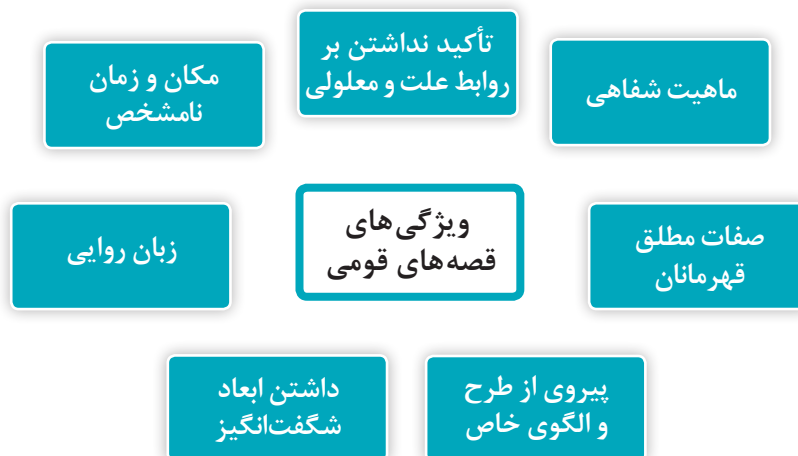 ویژگی‌های
قصه‌های قومی
تأکید نداشتن بر
روابط علت و معلولی
ماهیت شفاهی
صفات مطلق
قهرمانان
پیروی از طرح
و الگوی خاص
داشتن ابعاد
شگفت‌انگیز
زبان روایی
مکان و زمان
نامشخص